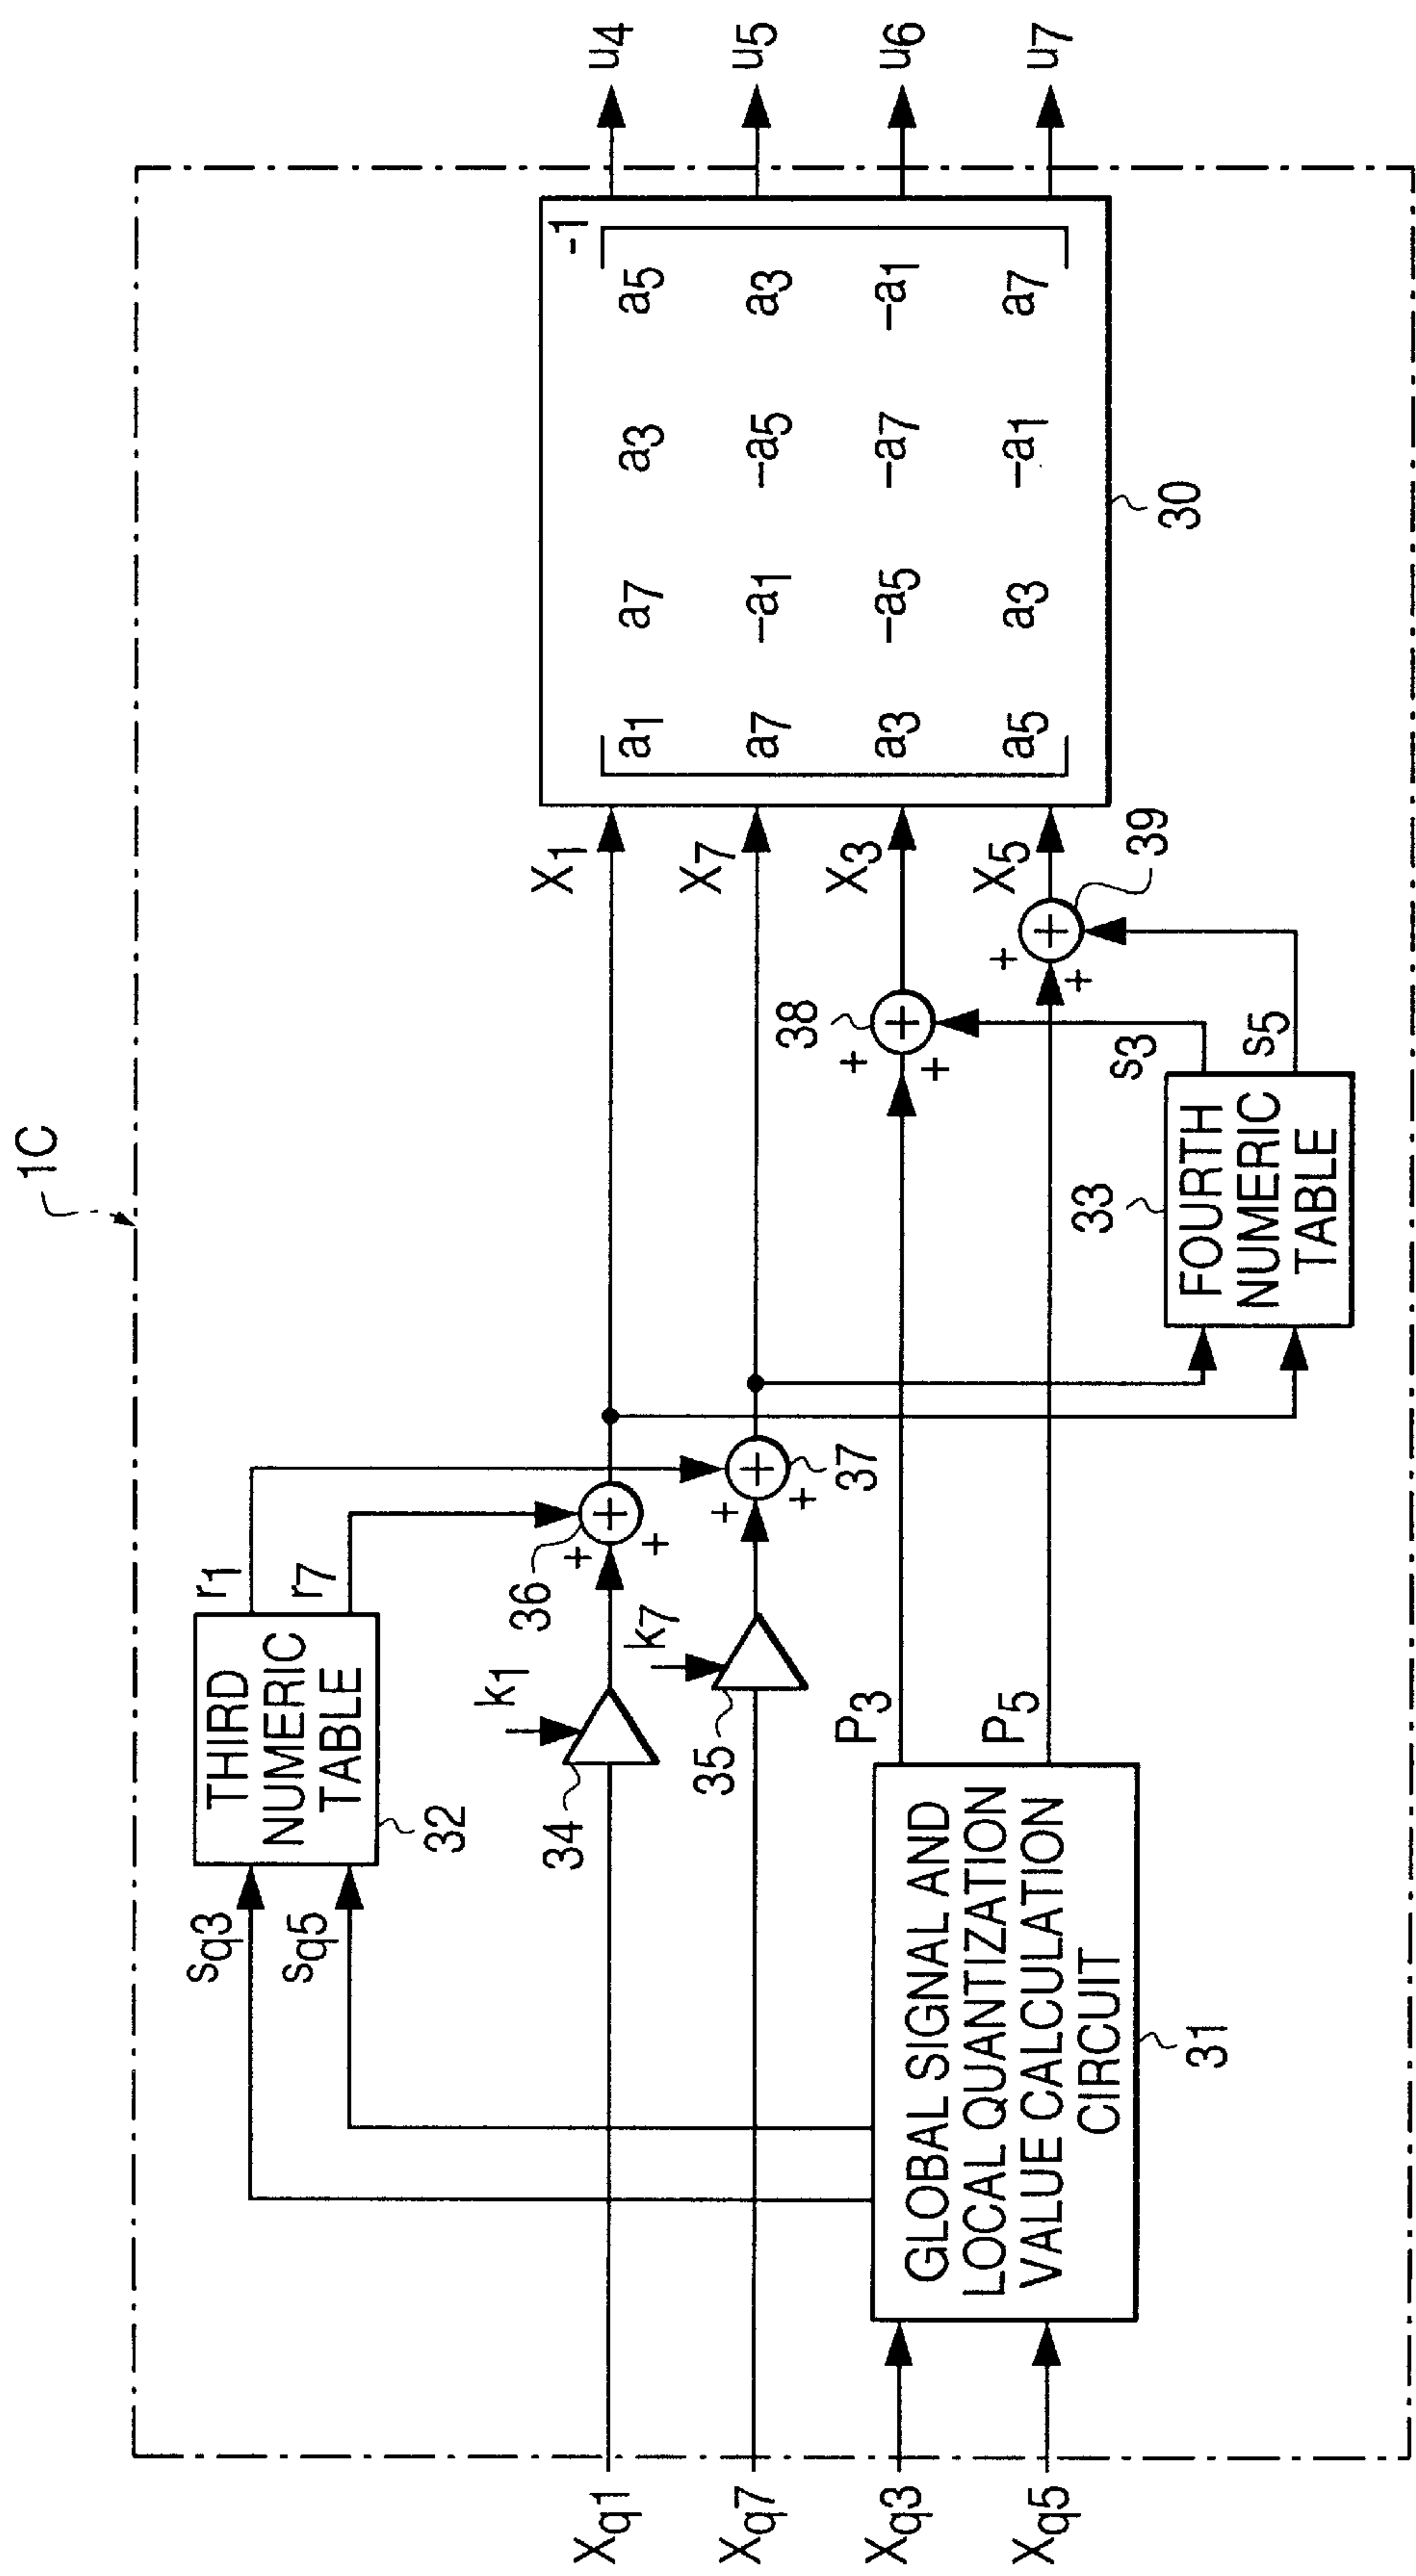 1C
THIRD
NUMERIC
TABLE
32
sq3
sq5
r1
r7
k1
34
36
k7
35
37
Xq1
Xq7
Xq3
Xq5
GLOBAL SIGNAL AND
LOCAL QUANTIZATION
VALUE CALCULATION
CIRCUIT
31
P3
P5
FOURTH
NUMERIC
TABLE
33
s3
s5
38
39
+ +
+ +
+ +
+ +
+
+
+
+
X1
X7
X3
X5
-1
a1 a7 a3 a5
a7 -a1 -a5 a3
a3 -a5 -a7 -a1
a5 a3 -a1 a7
30
u4
u5
u6
u7